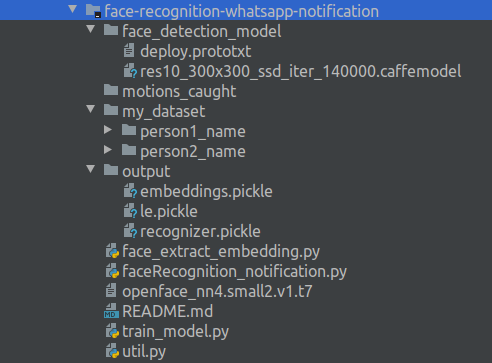 face-recognition-whatsapp-notification
face_detection_model
deploy.prototxt
res10_300x300_ssd_iter_140000.caffemodel
motions_caught
my_dataset
person1_name
person2_name
output
embeddings.pickle
le.pickle
recognizer.pickle
face_extract_embedding.py
faceRecognition_notification.py
openface_nn4.small2.v1.t7
README.md
train_model.py
util.py